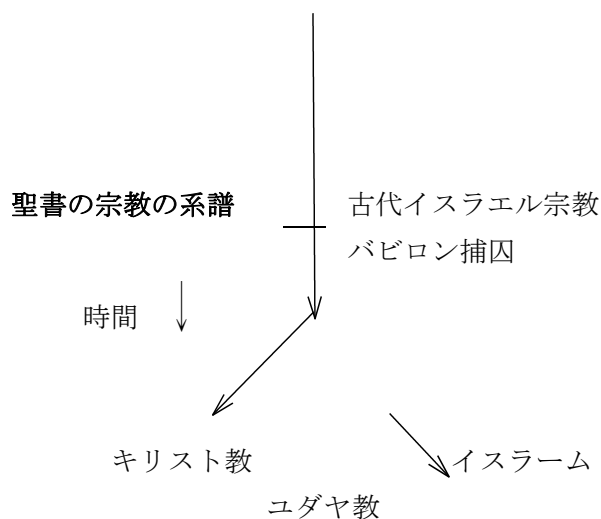 聖書の宗教の系譜
古代イスラエル宗教
バビロン捕囚
時間
キリスト教
イスラーム
ユダヤ教